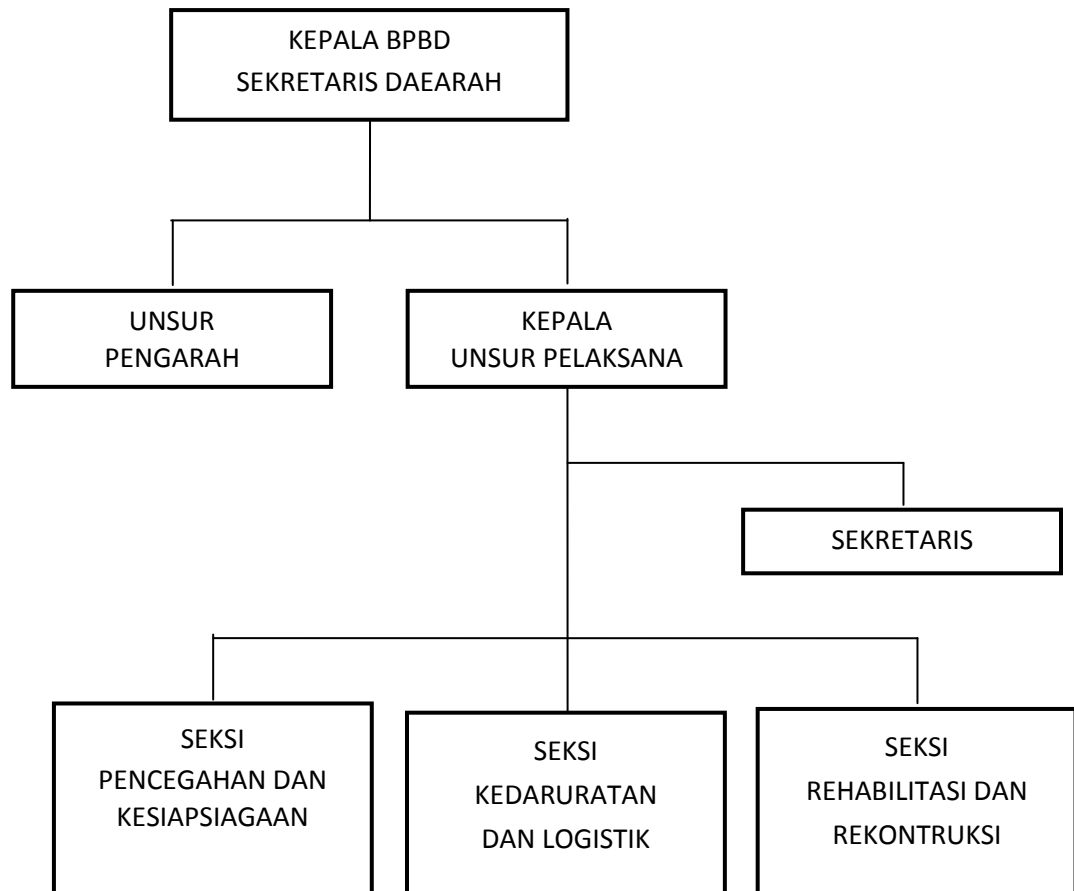 KEPALA BPBD
SEKRETARIS DAEARAH
UNSUR
PENGARAH
KEPALA
UNSUR PELAKSANA
SEKRETARIS
SEKSI
PENCEGAHAN DAN
KESIAPSIAGAAN
SEKSI
KEDARURATAN
DAN LOGISTIK
SEKSI
REHABILITASI DAN
REKONTRUKSI